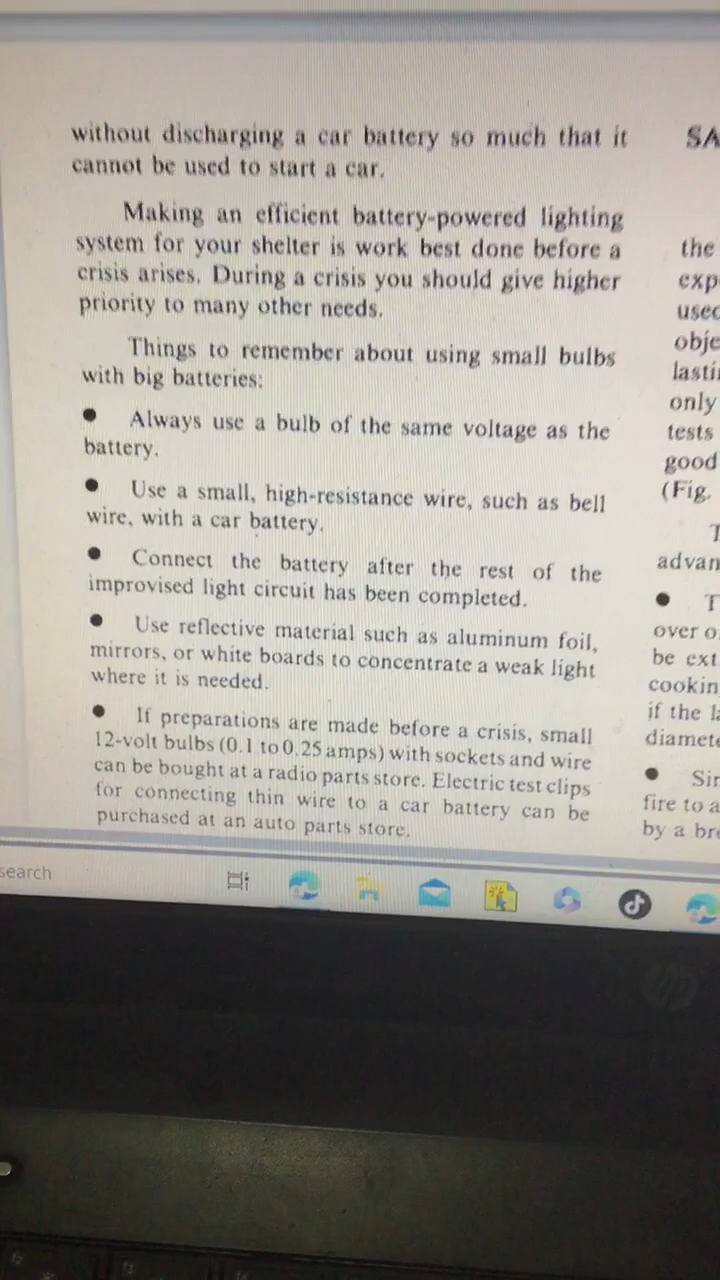 without discharging a car battery so much that it
cannot be used to start a car.
Making an efficient battery-powered lighting
system for your shelter is work best done before a
crisis arises. During a crisis you should give higher
priority to many other needs.
Things to remember about using small bulbs
with big batteries:
● Always use a bulb of the same voltage as the
battery.
● Use a small, high-resistance wire, such as bell
wire, with a car battery.
● Connect the battery after the rest of the
improvised light circuit has been completed.
● Use reflective material such as aluminum foil,
mirrors, or white boards to concentrate a weak light
where it is needed.
● If preparations are made before a crisis, small
12-volt bulbs (0.1 to 0.25 amps) with sockets and wire
can be bought at a radio parts store. Electric test clips
for connecting thin wire to a car battery can be
purchased at an auto parts store.
SA
the
exp
used
obje
lasti
only
tests
good
(Fig.
T
advan
● T
over o
be ext
cookin
if the la
diamete
● Sin
fire to a
by a bre
search
hp